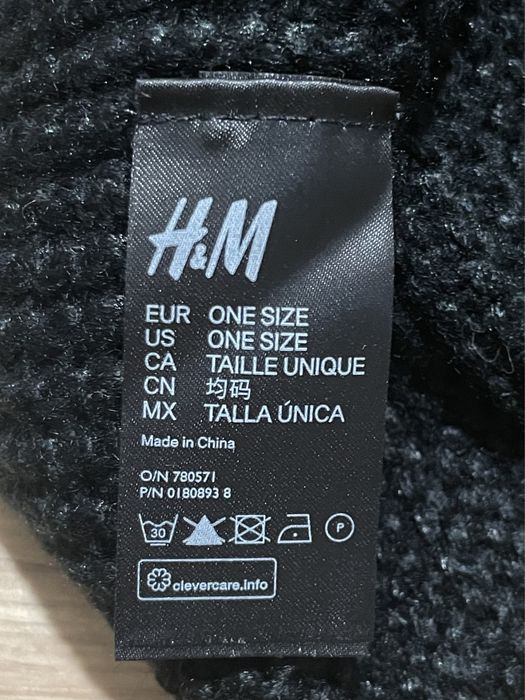 H&M
EUR ONE SIZE
US ONE SIZE
CA TAILLE UNIQUE
CN 均码
MX TALLA ÚNICA
Made in China
O/N 780571
P/N 0180893 8
30
P
clevercare.info